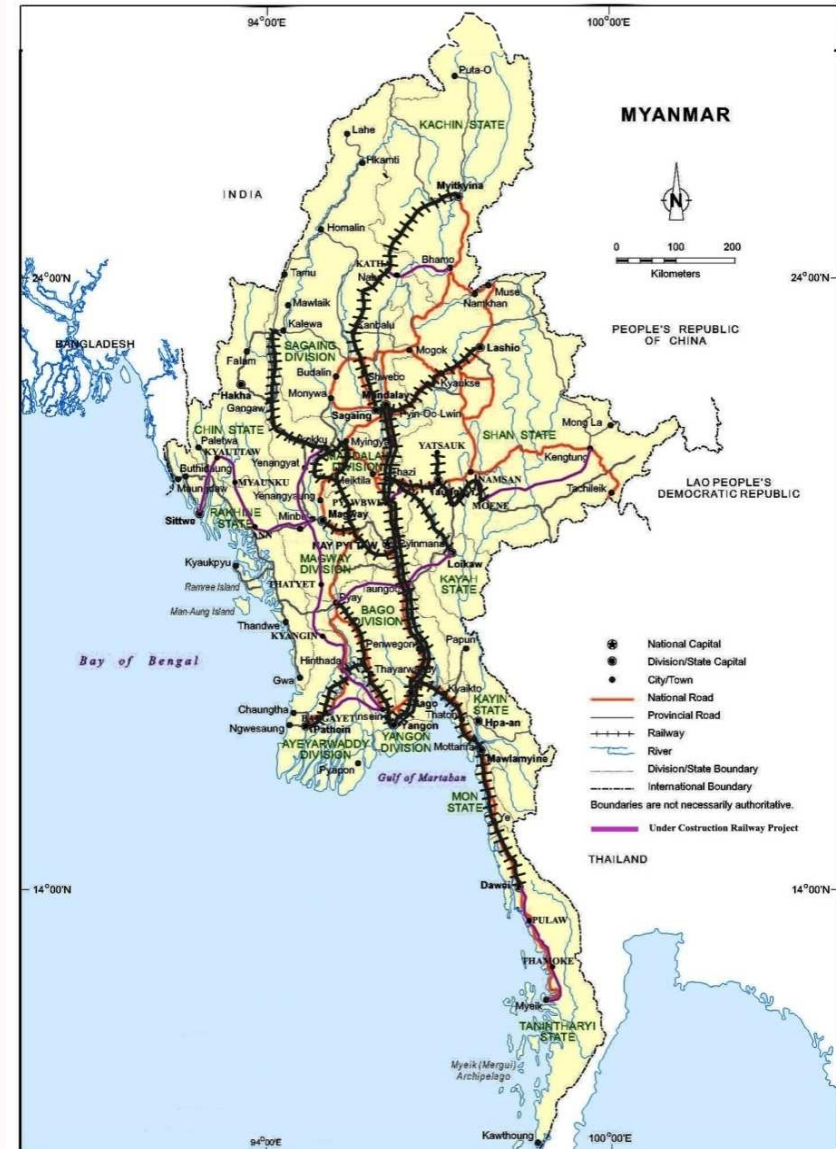 94°00'E
100°00'E
Puta-O
MYANMAR
KACHIN STATE
Lahe
Hkamti
N
INDIA
Myitkyina
Homalin
0 100 200
Kilometers
Bhamo
24°00'N
Tamu
24°00'N
Muse
Namkhan
Mawlaik
Kanbalu
PEOPLE'S REPUBLIC
OF CHINA
Kalewa
BANGLADESH
SAGAING
DIVISION
Lashio
Mogok
Falam
Budalin
Shwebo
Kyaukse
Hakha
Monywa
Mandalay
Gangaw
Sagaing
Mong La
CHIN STATE
SHAN STATE
Paletwa
YATSAUK
KYAUTTAW
Kengtung
Yenangyat
Thazi
LAO PEOPLE'S
DEMOCRATIC REPUBLIC
Buthidaung
NAMSAN
Meiktila
Maungdaw
MYAUNKU
Tachileik
Yenangyaung
MOENE
Sittwe
RAKHINE
STATE
Magway
Minbu
ANN
NAY PYI TAW
Pyinmana
MAGWAY
DIVISION
Loikaw
Kyaukpyu
KAYAH
STATE
Ramree Island
THATYET
Man-Aung Island
Pyay
BAGO
DIVISION
Thandwe
KYANGIN
Penwegon
Papun
Bay of Bengal
Hinthada
Thayarwady
National Capital
Division/State Capital
City/Town
National Road
Provincial Road
Railway
River
Division/State Boundary
International Boundary
Boundaries are not necessarily authoritative.
Under Costruction Railway Project
Gwa
Kyaikto
KAYIN
STATE
Chaungtha
Bago
Thaton
Hpa-an
Ngwesaung
Pathein
Insein
Yangon
AYEYARWADDY
DIVISION
YANGON
DIVISION
Mawlamyine
Pyapon
Gulf of Martaban
MON
STATE
Ye
THAILAND
Dawei
14°00'N
14°00'N
PULAW
THAMOKE
Myeik
TANINTHARYI
STATE
Myeik (Mergui)
Archipelago
Kawthoung
94°00'E
100°00'E